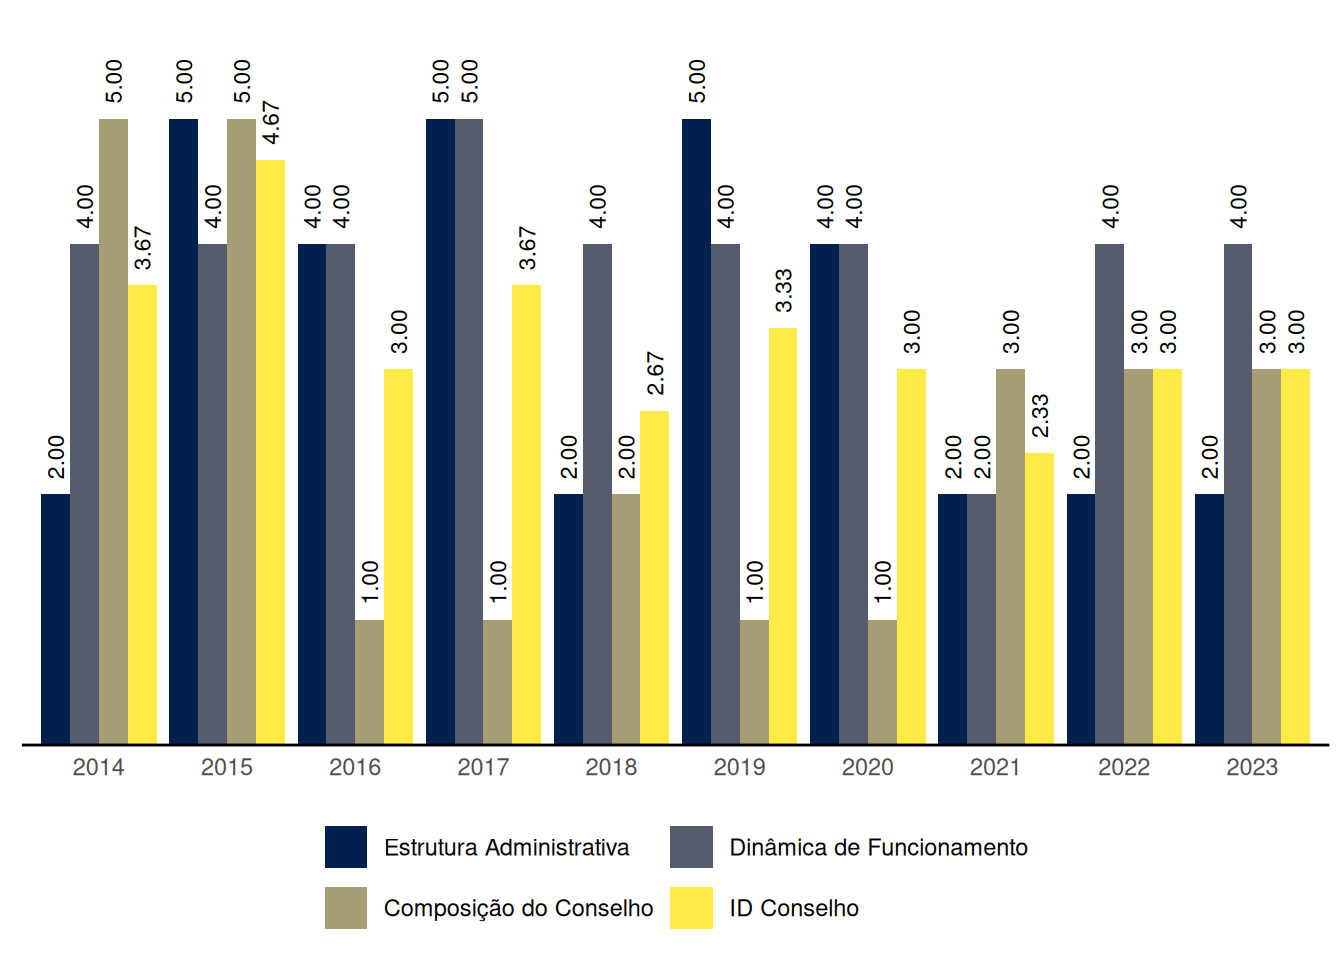 5.00 5.00 5.00 5.00 5.00 5.00
4.67
4.00 4.00 4.00 4.00 4.00 4.00 4.00 4.00 4.00 4.00
3.67 3.67
3.33
3.00 3.00 3.00 3.00 3.00 3.00 3.00
2.67
2.33
2.00 2.00 2.00 2.00 2.00 2.00 2.00
1.00 1.00 1.00 1.00
2014 2015 2016 2017 2018 2019 2020 2021 2022 2023
Estrutura Administrativa Dinâmica de Funcionamento
Composição do Conselho ID Conselho